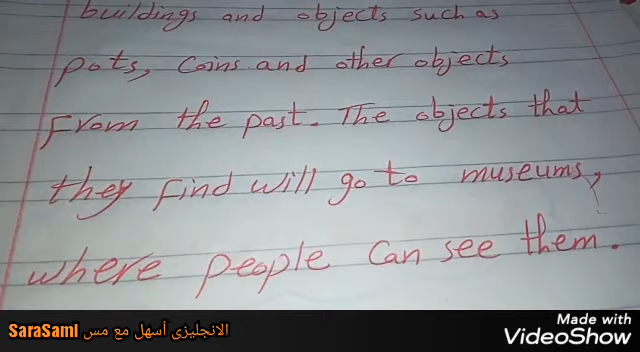 buildings and objects such as
pots, coins and other objects
From the past. The objects that
they find will go to museums,
where people can see them.
الانجليزى أسهل مع مس SaraSamI
Made with
VideoShow